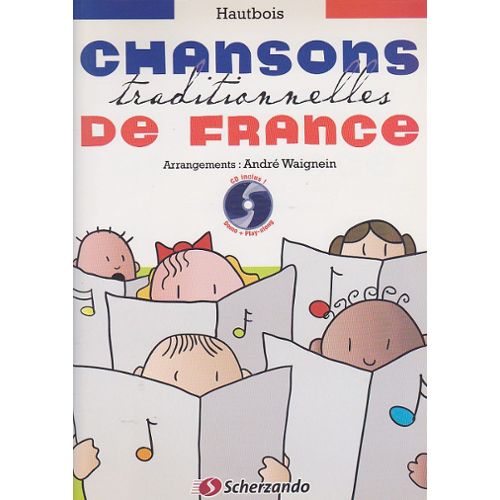 Hautbois
CHANSONS
traditionnelles
DE FRANCE
Arrangements : André Waignein
CD inclus !
Demo + Play-along
Scherzando